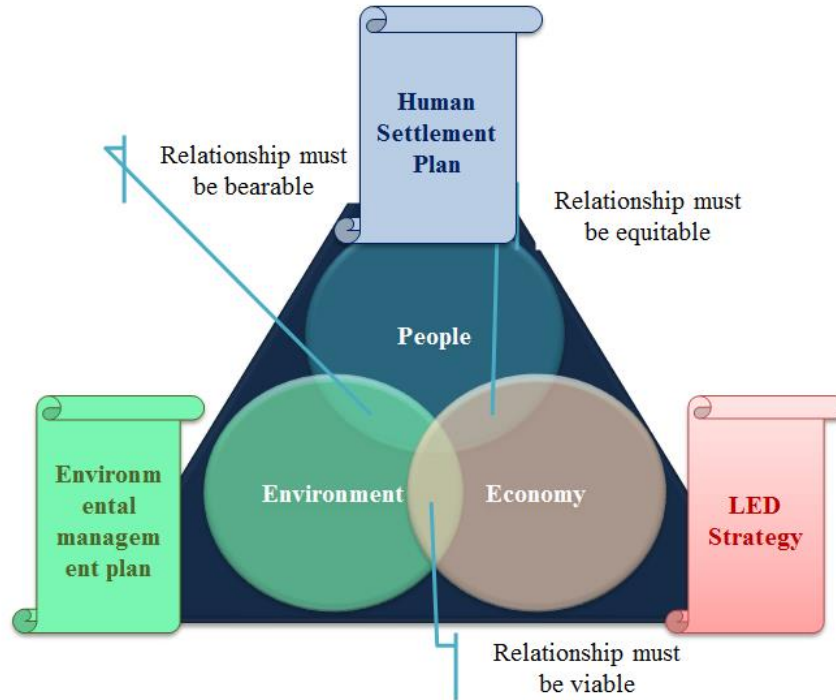 Human
Settlement
Plan
Relationship must
be bearable
Relationship must
be equitable
People
Environm
ental
managem
ent plan
Environment
Economy
LED
Strategy
Relationship must
be viable